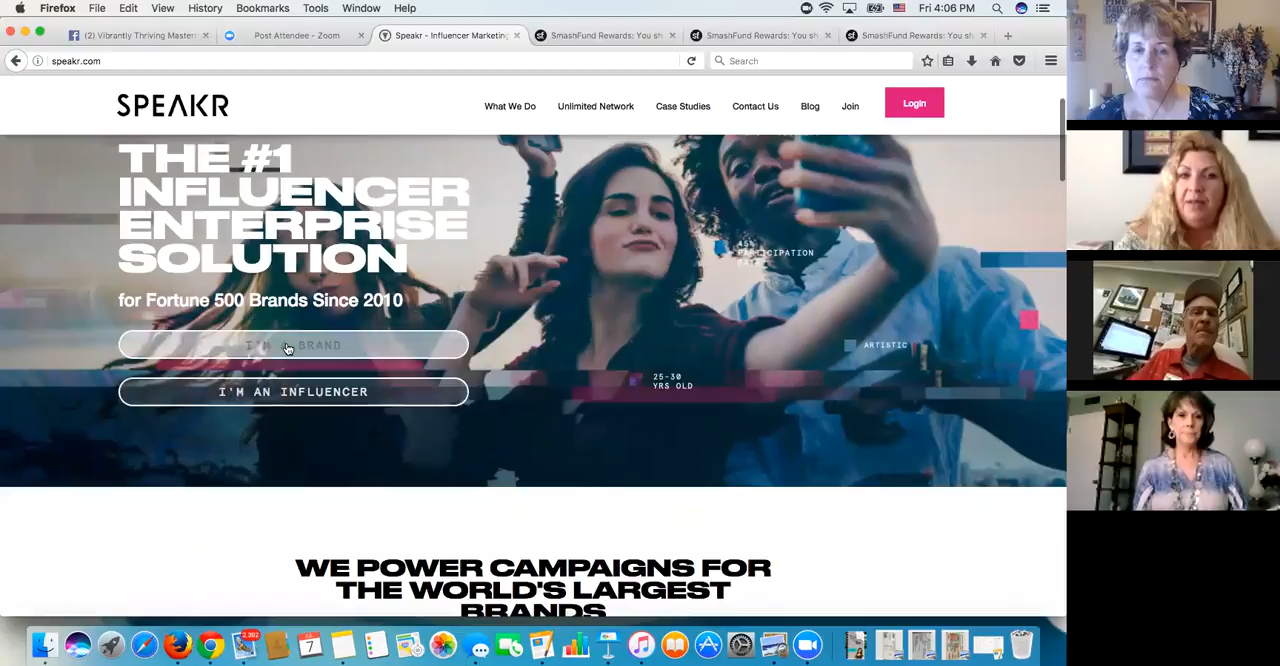 Firefox File Edit View History Bookmarks Tools Window Help Fri 4:06 PM
(2) Vibrantly Thriving Master
Post Attendee - Zoom
Speakr - Influencer Marketing
SmashFund Rewards: You sh
SmashFund Rewards: You sh
SmashFund Rewards: You sh
speakr.com
Search
SPEAKR
What We Do Unlimited Network Case Studies Contact Us Blog Join Login
THE #1
INFLUENCER
ENTERPRISE
SOLUTION
for Fortune 500 Brands Since 2010
I'M A BRAND
I'M AN INFLUENCER
45%
PARTICIPATION
ARTISTIC
25-30
YRS OLD
WE POWER CAMPAIGNS FOR
THE WORLD'S LARGEST
BRANDS
2,302
7